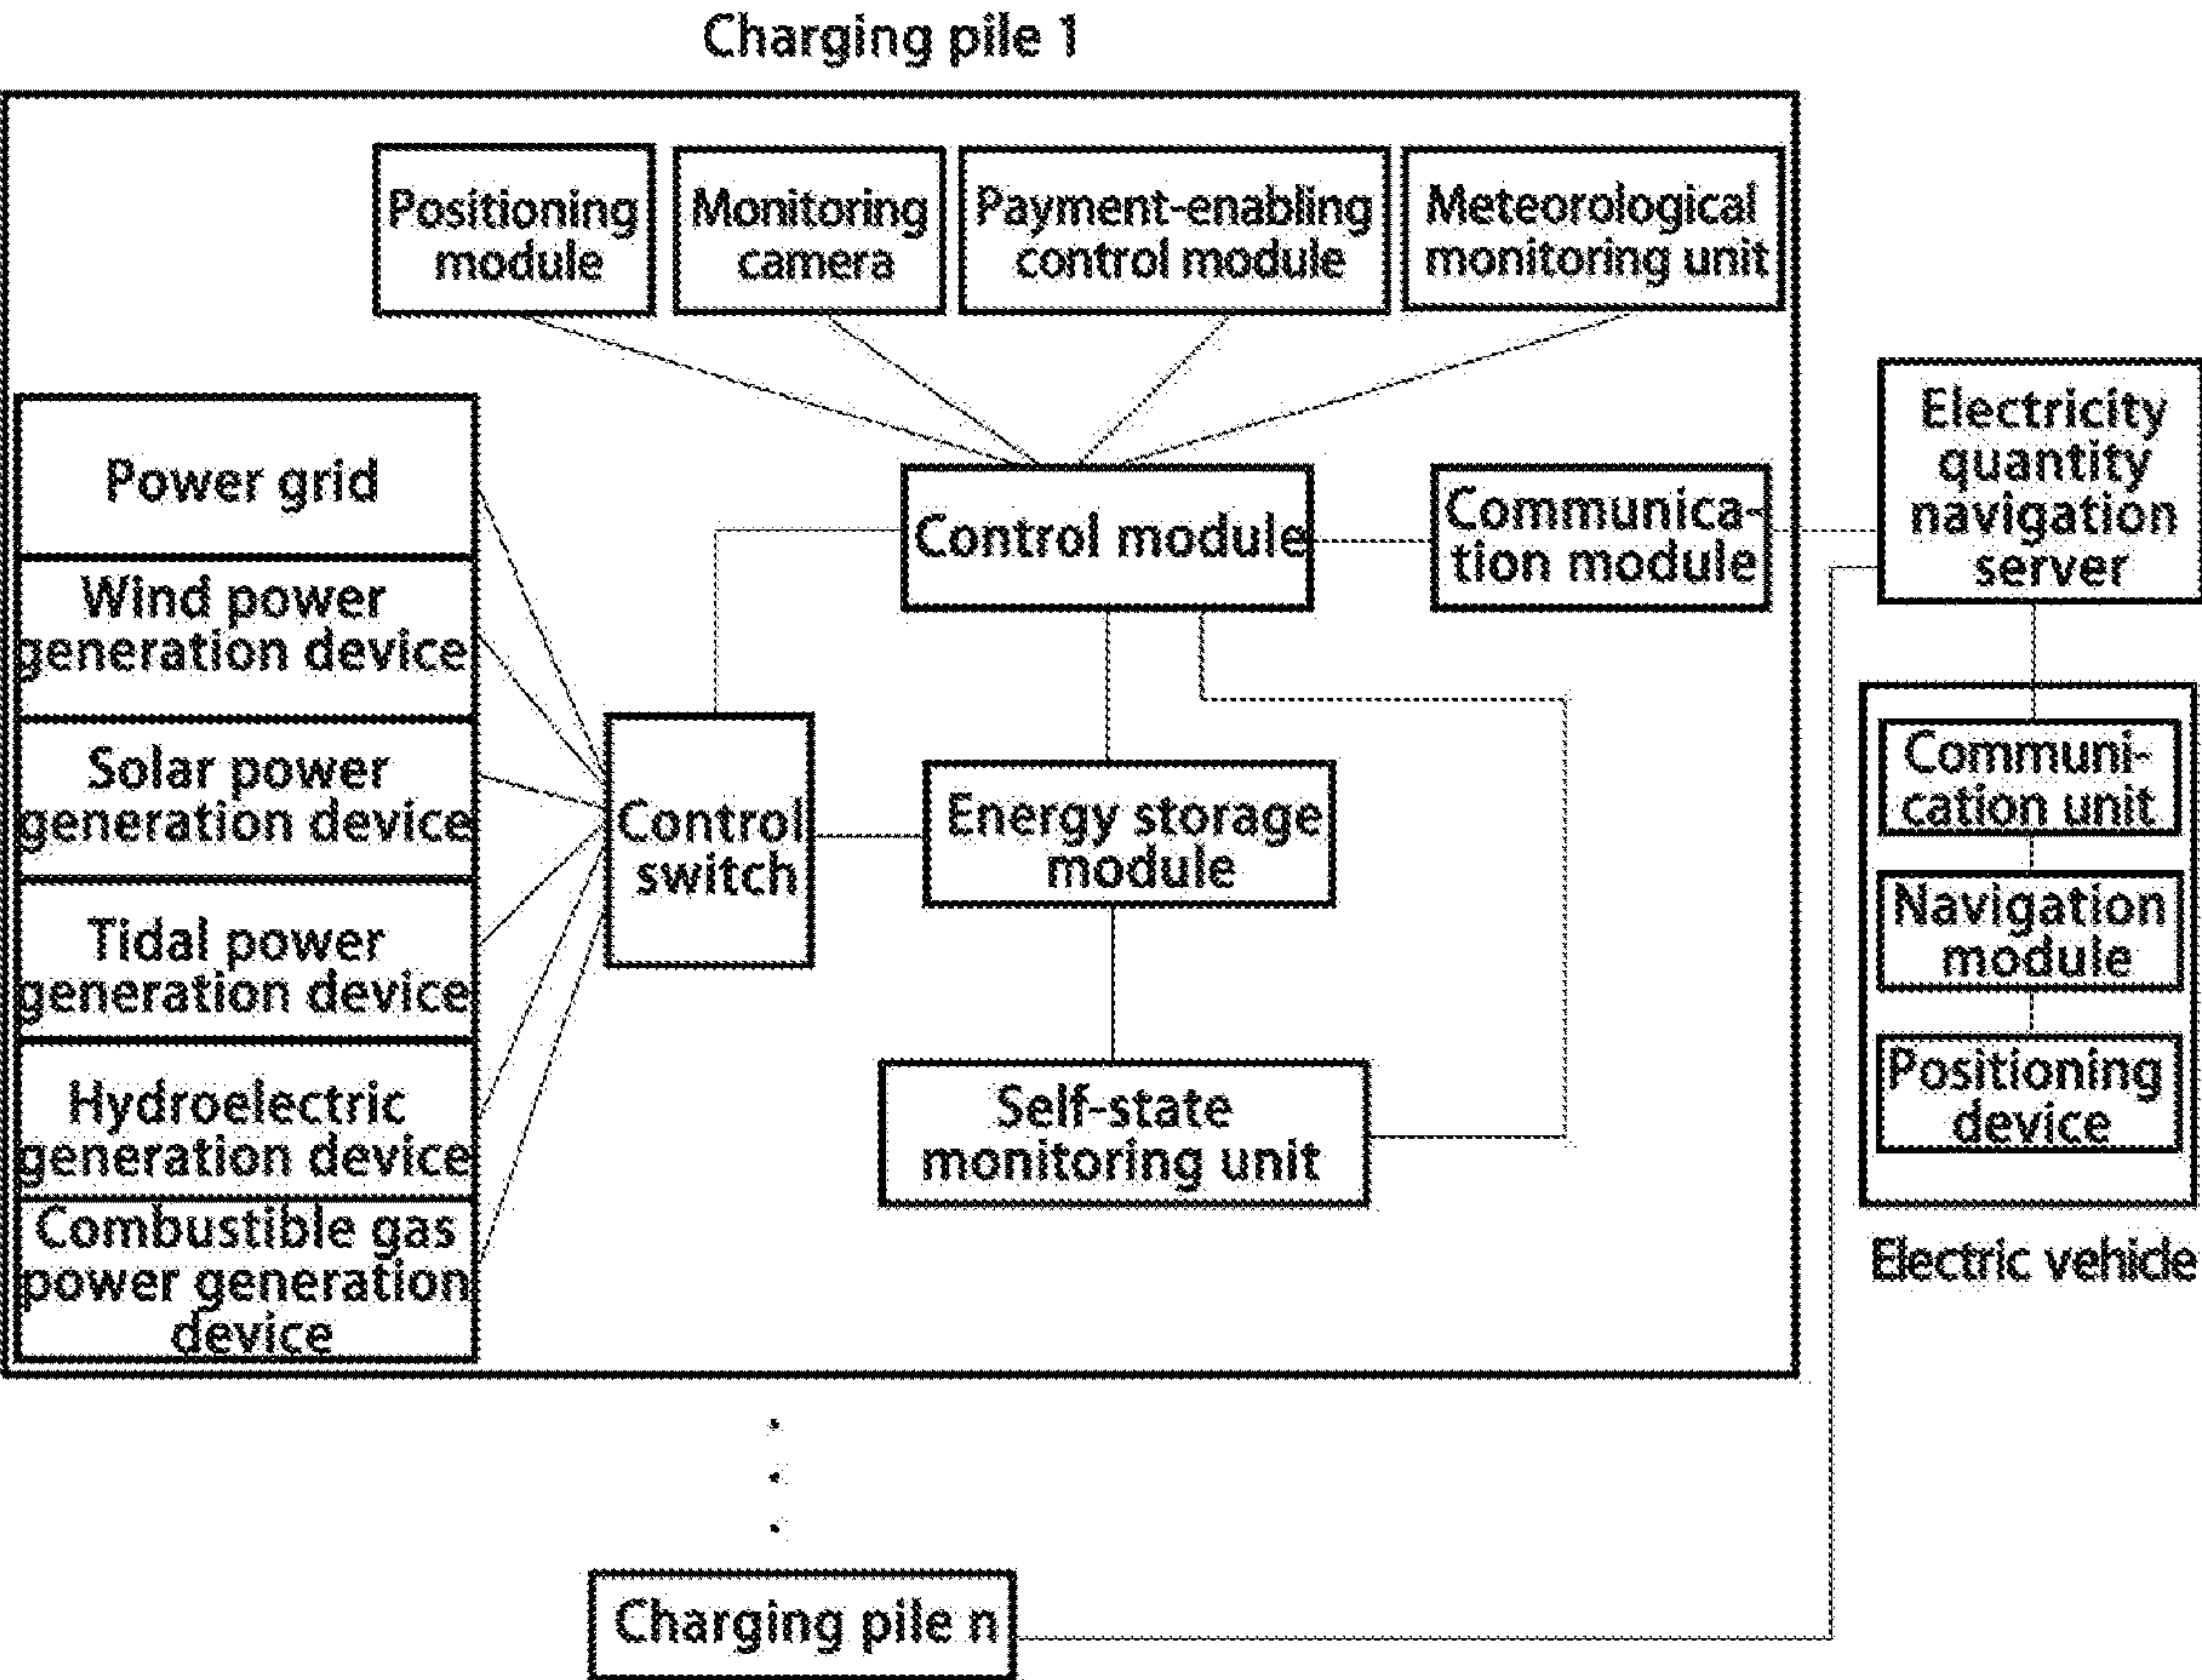 Charging pile 1
Positioning
module
Monitoring
camera
Payment-enabling
control module
Meteorological
monitoring unit
Power grid
Wind power
generation device
Solar power
generation device
Tidal power
generation device
Hydroelectric
generation device
Combustible gas
power generation
device
Control
switch
Control module
Communica-
tion module
Energy storage
module
Self-state
monitoring unit
Electricity
quantity
navigation
server
Communi-
cation unit
Navigation
module
Positioning
device
Electric vehicle
Charging pile n